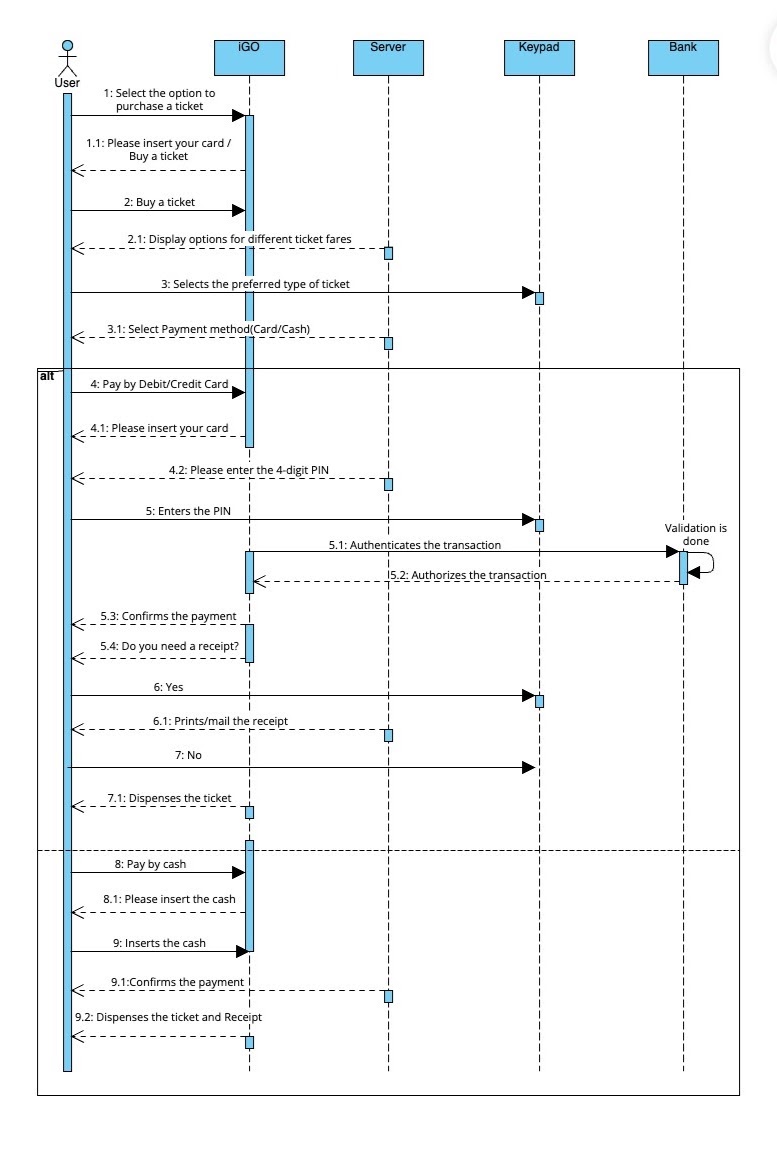 iGO
Server
Keypad
Bank
User
1: Select the option to
purchase a ticket
1.1: Please insert your card /
Buy a ticket
2: Buy a ticket
2.1: Display options for different ticket fares
3: Selects the preferred type of ticket
3.1: Select Payment method(Card/Cash)
alt
4: Pay by Debit/Credit Card
4.1: Please insert your card
4.2: Please enter the 4-digit PIN
5: Enters the PIN
Validation is
done
5.1: Authenticates the transaction
5.2: Authorizes the transaction
5.3: Confirms the payment
5.4: Do you need a receipt?
6: Yes
6.1: Prints/mail the receipt
7: No
7.1: Dispenses the ticket
8: Pay by cash
8.1: Please insert the cash
9: Inserts the cash
9.1:Confirms the payment
9.2: Dispenses the ticket and Receipt